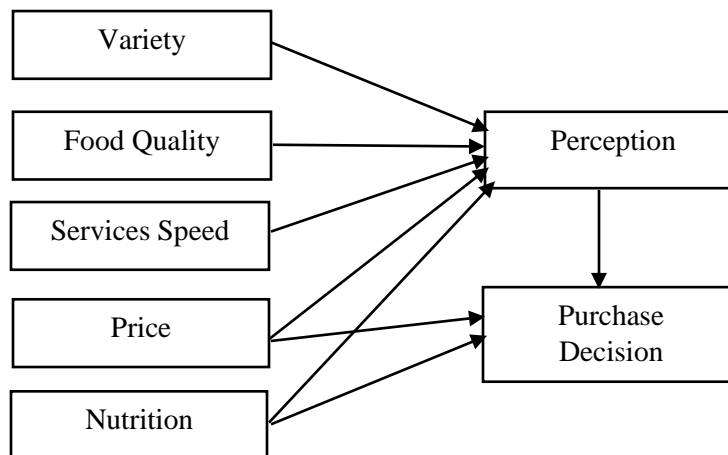 Variety
Food Quality
Perception
Services Speed
Price
Purchase
Decision
Nutrition